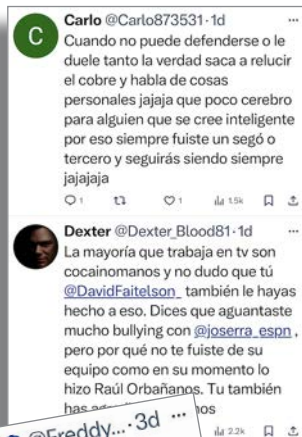 C
Carlo @Carlo873531·1d ...
Cuando no puede defenderse o le
duele tanto la verdad saca a relucir
el cobre y habla de cosas
personales jajaja que poco cerebro
para alguien que se cree inteligente
por eso siempre fuiste un segó o
tercero y seguirás siendo siempre
jajajaja
1 1 1.5k
Dexter @Dexter_Blood81·1d ...
La mayoría que trabaja en tv son
cocainomanos y no dudo que tú
@DavidFaitelson_ también le hayas
hecho a eso. Dices que aguantaste
mucho bullying con @joserra_espn ,
pero por qué no te fuiste de su
equipo como en su momento lo
hizo Raúl Orbañanos. Tu también
has
@Freddy...·3d ...
2.2k